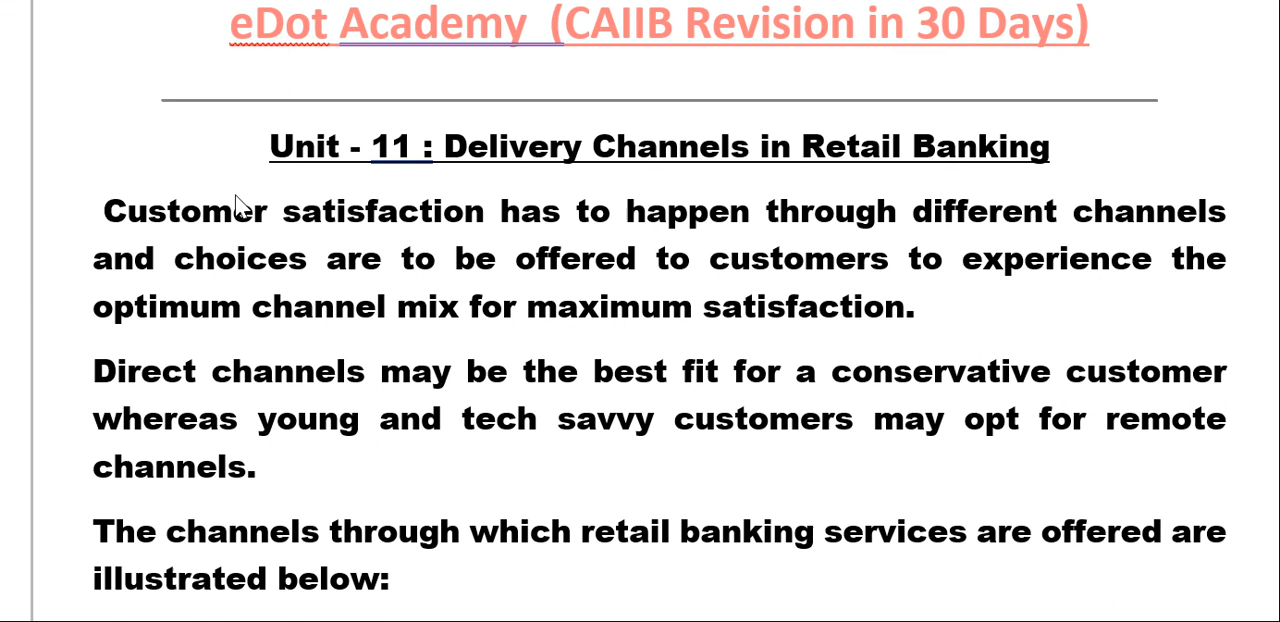 eDot Academy (CAIIB Revision in 30 Days)
Unit - 11 : Delivery Channels in Retail Banking
Customer satisfaction has to happen through different channels
and choices are to be offered to customers to experience the
optimum channel mix for maximum satisfaction.
Direct channels may be the best fit for a conservative customer
whereas young and tech savvy customers may opt for remote
channels.
The channels through which retail banking services are offered are
illustrated below: